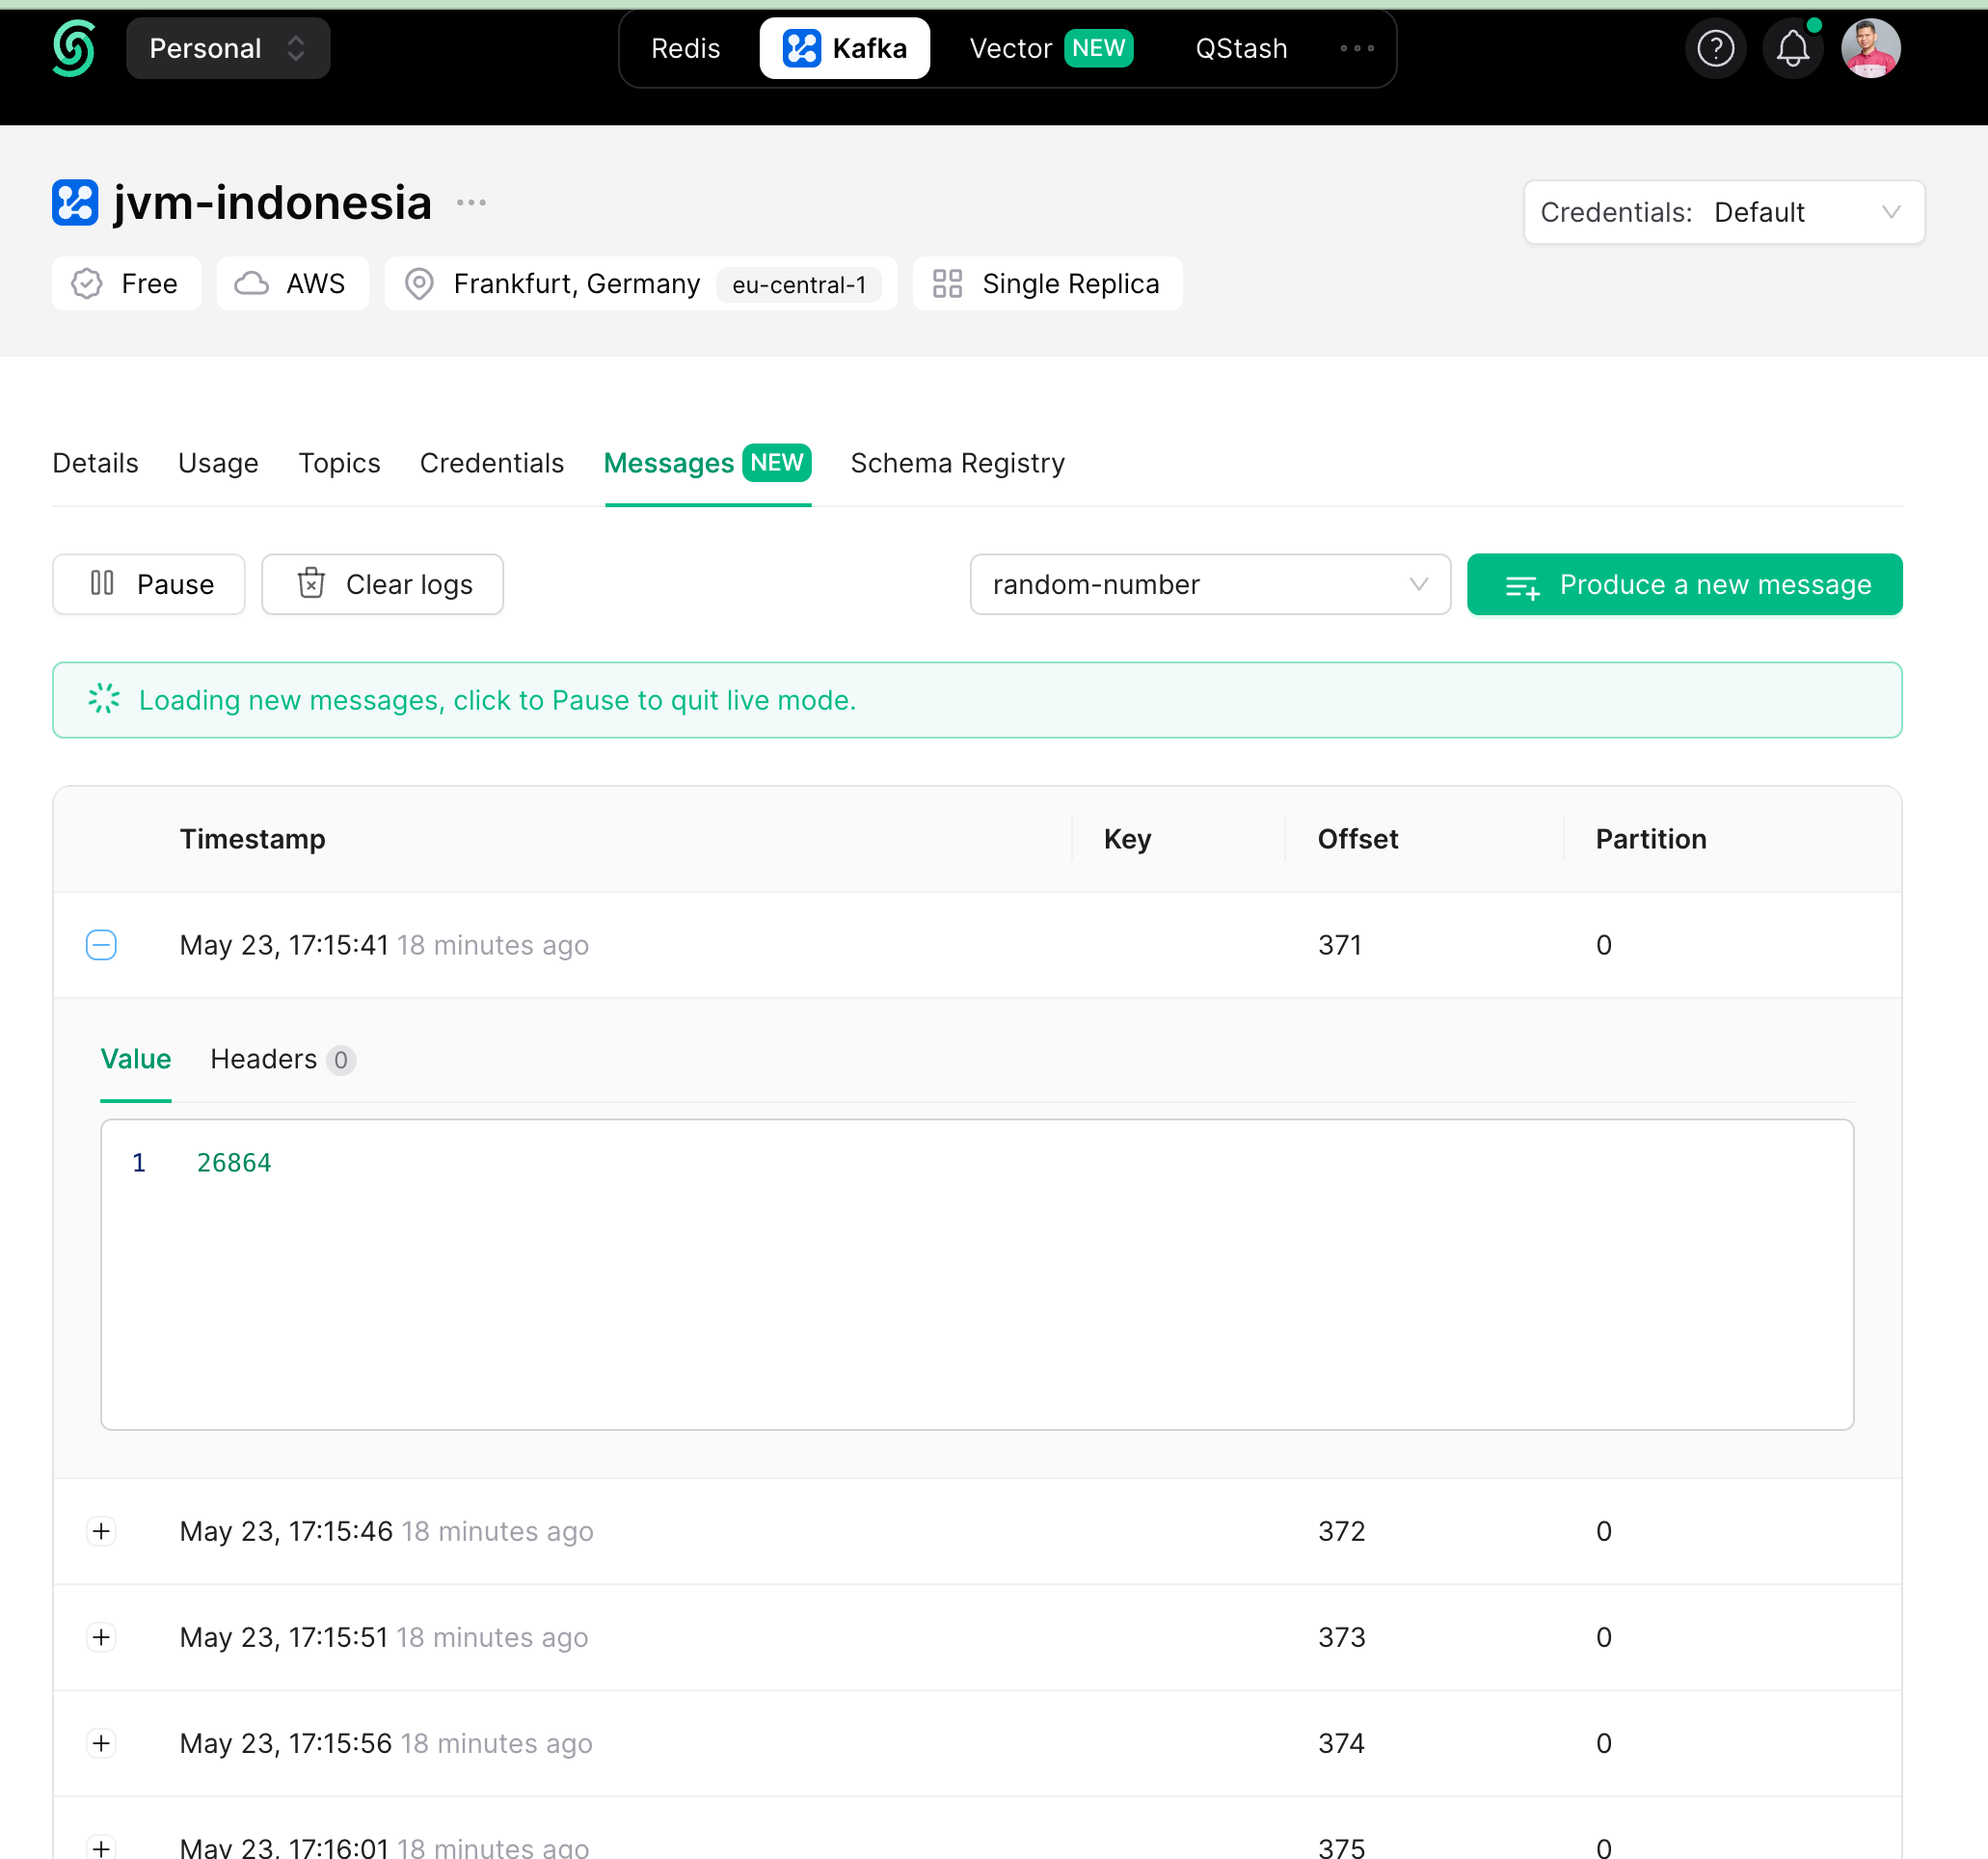 Personal Redis Kafka Vector NEW QStash
jvm-indonesia
Credentials: Default
Free AWS Frankfurt, Germany eu-central-1 Single Replica
Details Usage Topics Credentials Messages NEW Schema Registry
Pause Clear logs random-number Produce a new message
Loading new messages, click to Pause to quit live mode.
Timestamp Key Offset Partition
May 23, 17:15:41 18 minutes ago 371 0
Value Headers 0
1 26864
May 23, 17:15:46 18 minutes ago 372 0
May 23, 17:15:51 18 minutes ago 373 0
May 23, 17:15:56 18 minutes ago 374 0
May 23, 17:16:01 18 minutes ago 375 0